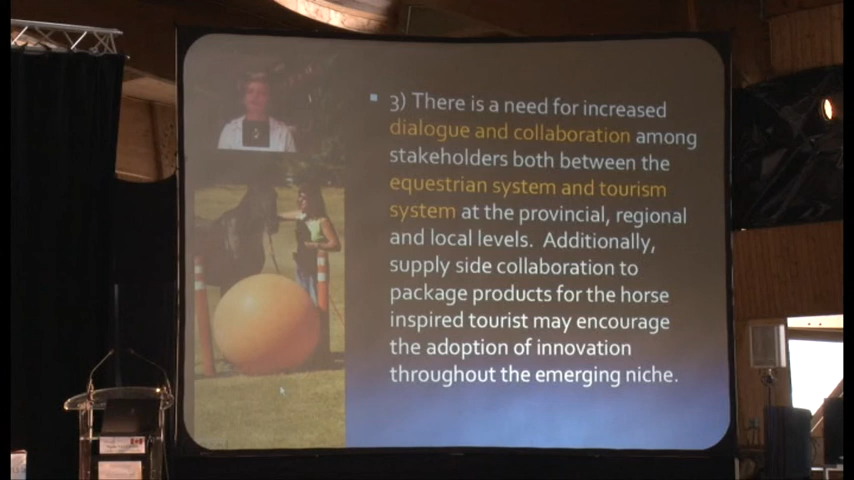 ▪ 3) There is a need for increased
dialogue and collaboration among
stakeholders both between the
equestrian system and tourism
system at the provincial, regional
and local levels.  Additionally,
supply side collaboration to
package products for the horse
inspired tourist may encourage
the adoption of innovation
throughout the emerging niche.